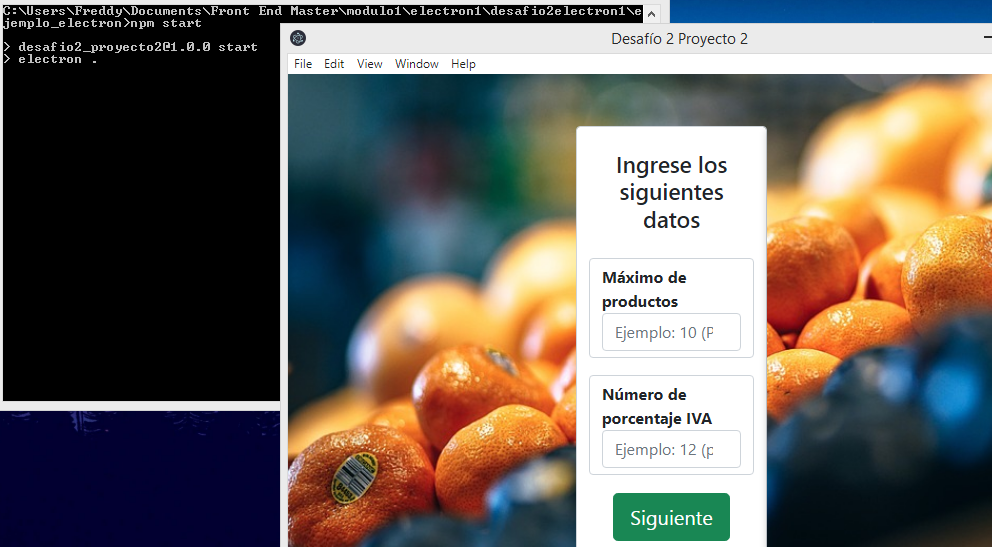 C:\Users\Freddy\Documents\Front End Master\modulo1\electron1\desafio2electron1\e
jemplo_electron>npm start
> desafio2_proyecto2@1.0.0 start
> electron .
Desafío 2 Proyecto 2
File Edit View Window Help
Ingrese los
siguientes
datos
Máximo de
productos
Ejemplo: 10 (P
Número de
porcentaje IVA
Ejemplo: 12 (p
Siguiente